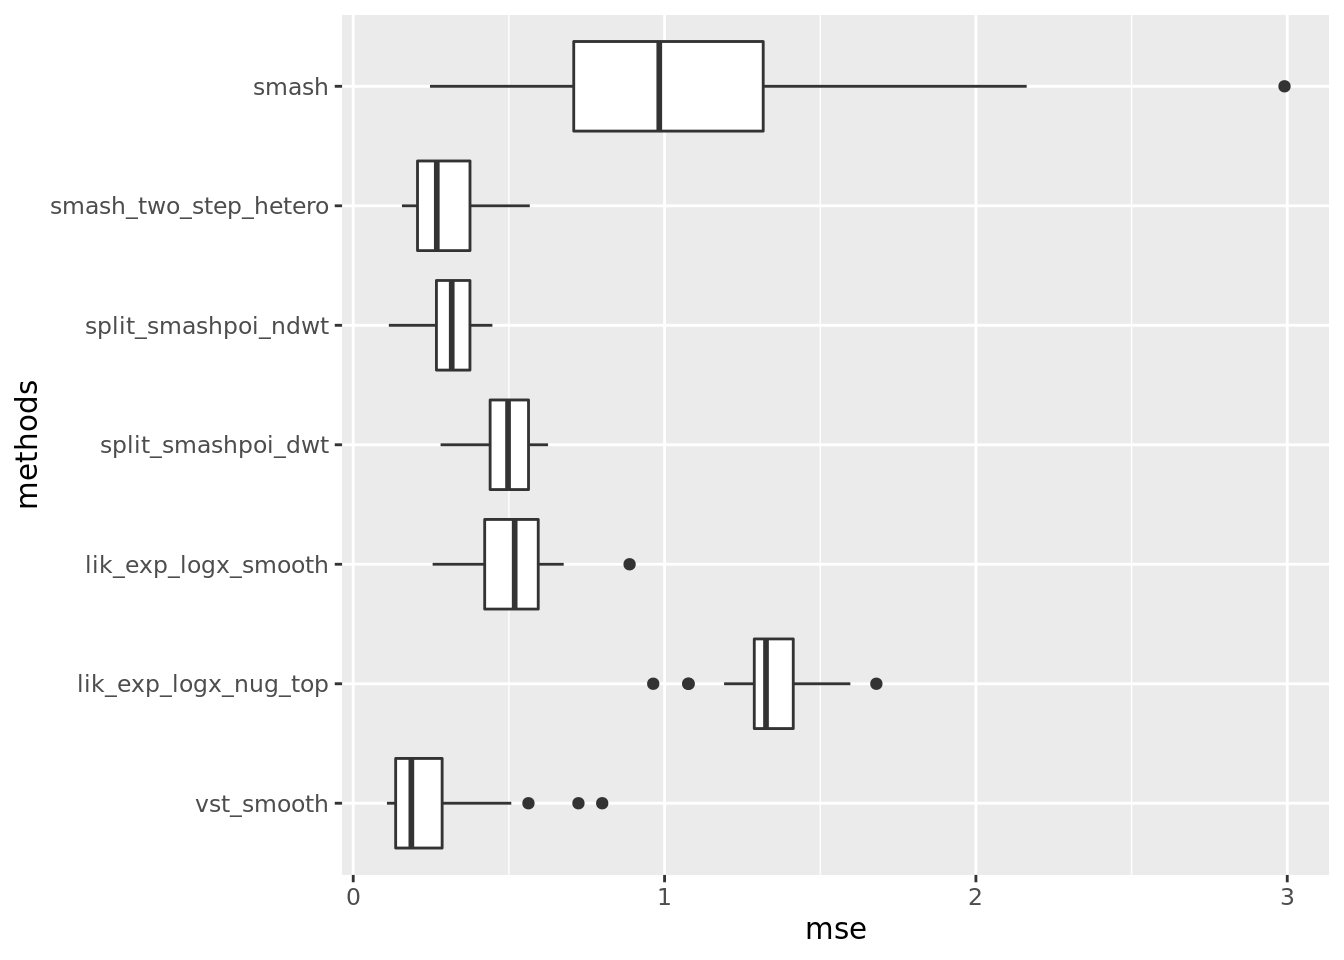 methods
smash
smash_two_step_hetero
split_smashpoi_ndwt
split_smashpoi_dwt
lik_exp_logx_smooth
lik_exp_logx_nug_top
vst_smooth
0 1 2 3
mse